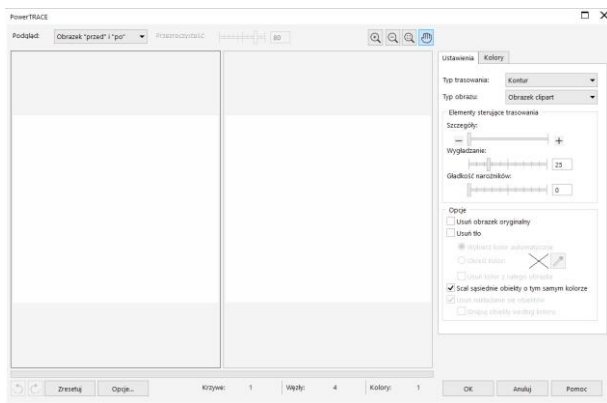 PowerTRACE
Podgląd: Obrazek "przed" i "po" Przezroczystość: 80
Ustawienia Kolory
Typ trasowania: Kontur
Typ obrazu: Obrazek clipart
Elementy sterujące trasowania
Szczegóły:
Wygładzanie:
25
Gładkość narożników:
0
Opcje
Usuń obrazek oryginalny
Usuń tło
Wybierz kolor automatycznie
Określ kolor:
Usuń kolor z całego obrazka
Scal sąsiednie obiekty o tym samym kolorze
Usuń nakładanie się obiektów
Grupuj obiekty według koloru
Zresetuj Opcje... Krzywe: 1 Węzły: 4 Kolory: 1 OK Anuluj Pomoc